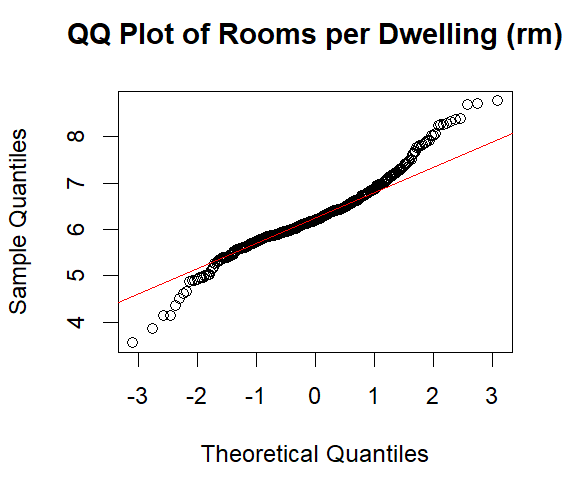 QQ Plot of Rooms per Dwelling (rm)
Sample Quantiles
8
7
6
5
4
-3 -2 -1 0 1 2 3
Theoretical Quantiles